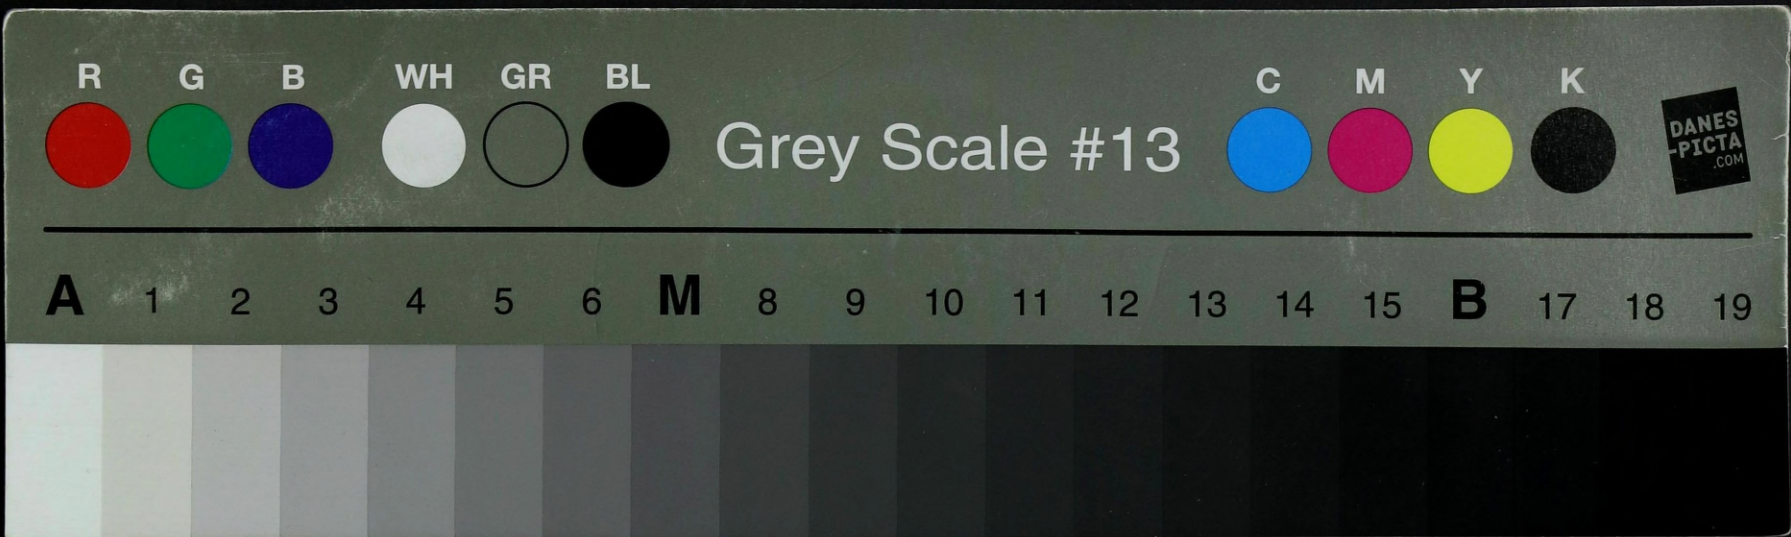 R G B WH GR BL
Grey Scale #13
C M Y K
DANES
-PICTA
.COM
A 1 2 3 4 5 6 M 8 9 10 11 12 13 14 15 B 17 18 19